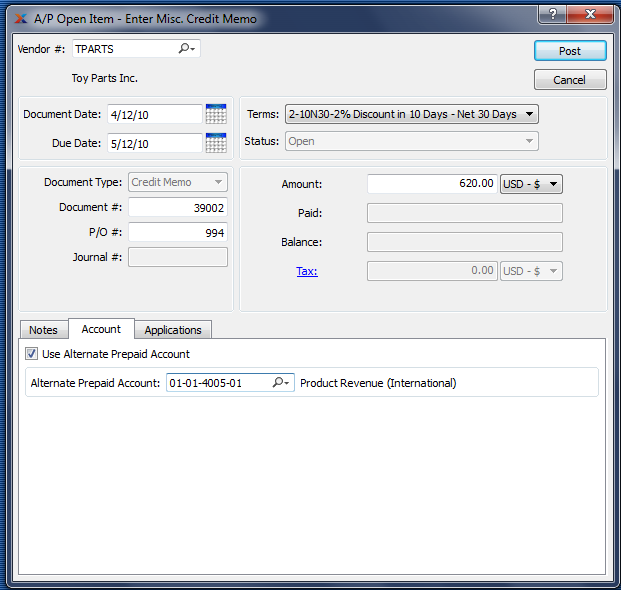 A/P Open Item - Enter Misc. Credit Memo
?
Vendor #: TPARTS
Post
Toy Parts Inc.
Cancel
Document Date: 4/12/10
Terms: 2-10N30-2% Discount in 10 Days - Net 30 Days
Due Date: 5/12/10
Status: Open
Document Type: Credit Memo
Amount: 620.00 USD - $
Document #: 39002
Paid:
P/O #: 994
Balance:
Journal #:
Tax: 0.00 USD - $
Notes Account Applications
Use Alternate Prepaid Account
Alternate Prepaid Account: 01-01-4005-01 Product Revenue (International)